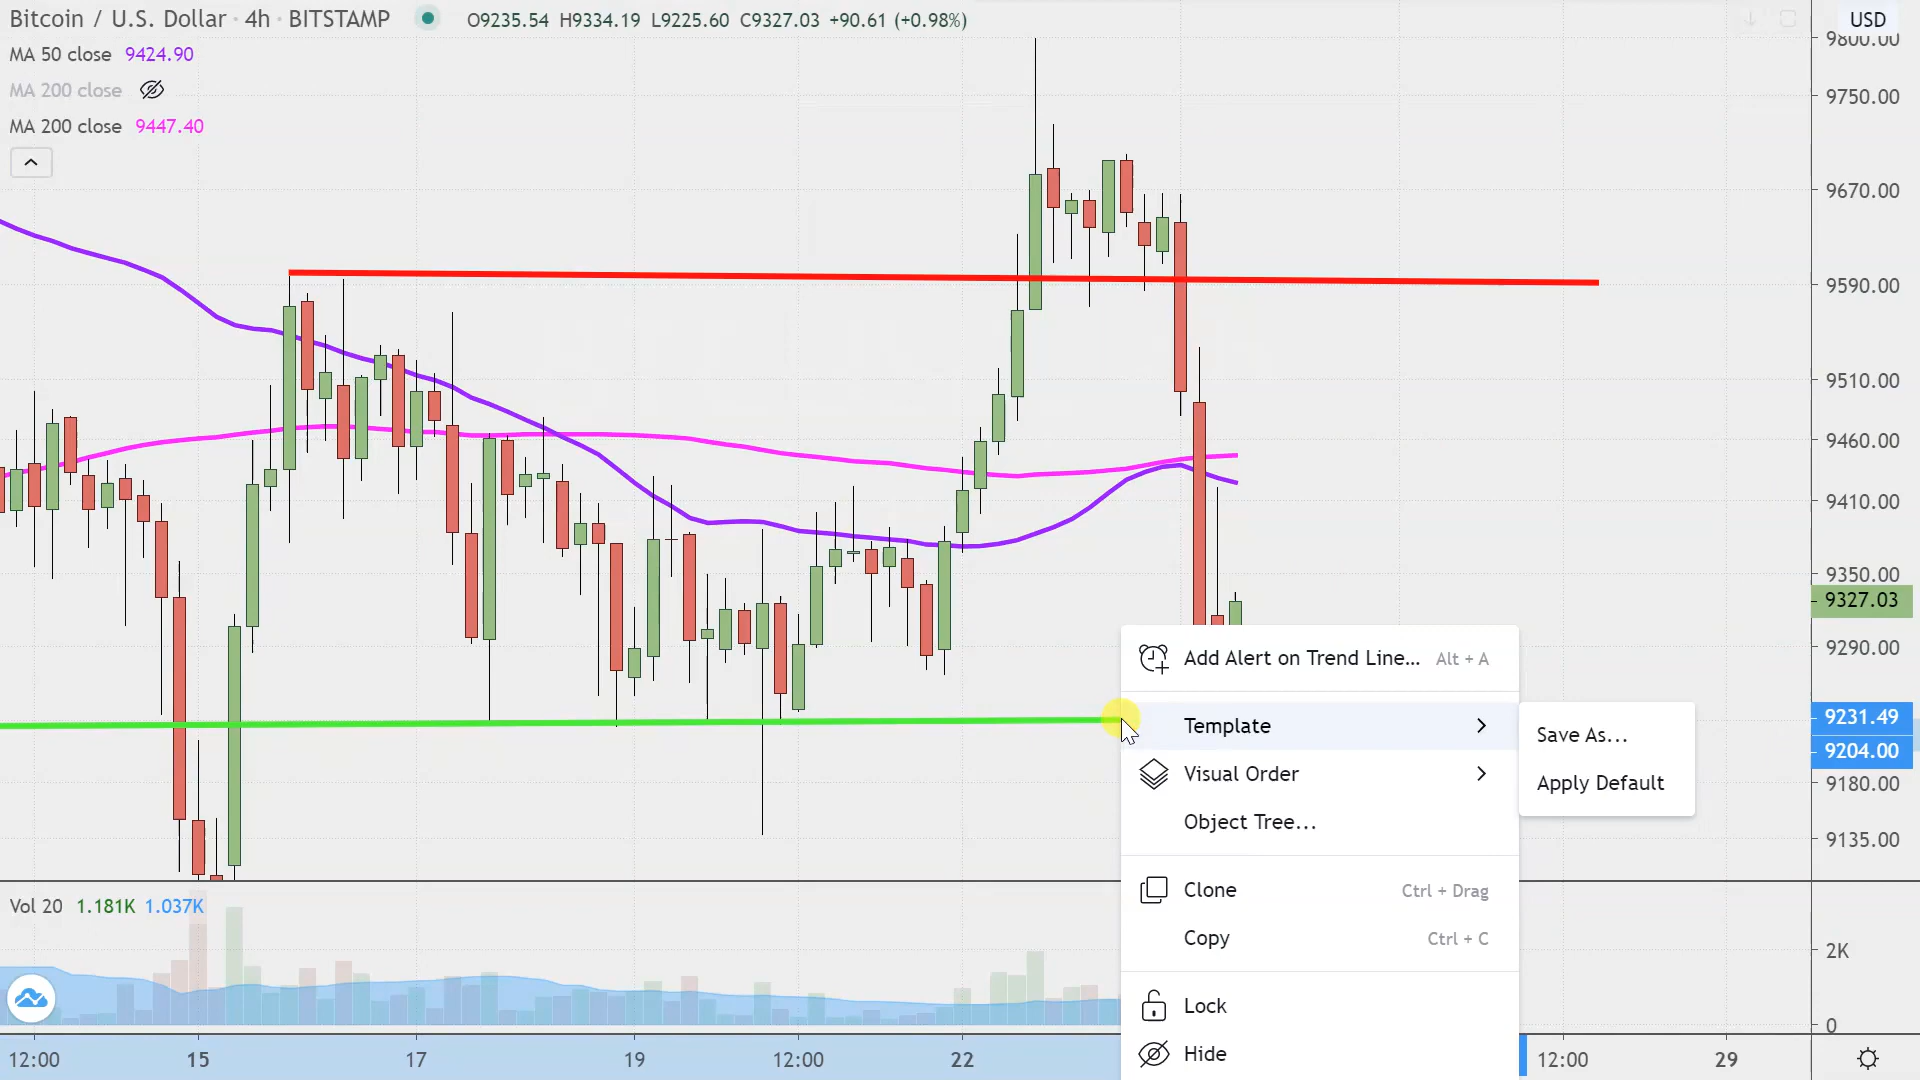 Bitcoin / U.S. Dollar · 4h · BITSTAMP O9235.54 H9334.19 L9225.60 C9327.03 +90.61 (+0.98%)
USD
MA 50 close 9424.90
MA 200 close
MA 200 close 9447.40
9800.00
9750.00
9670.00
9590.00
9510.00
9460.00
9410.00
9350.00
9327.03
9290.00
9231.49
9204.00
9180.00
9135.00
Add Alert on Trend Line... Alt + A
Template
Visual Order
Object Tree...
Clone Ctrl + Drag
Copy Ctrl + C
Lock
Hide
Save As...
Apply Default
Vol 20 1.181K 1.037K
2K
0
12:00 15 17 19 12:00 22 12:00 29